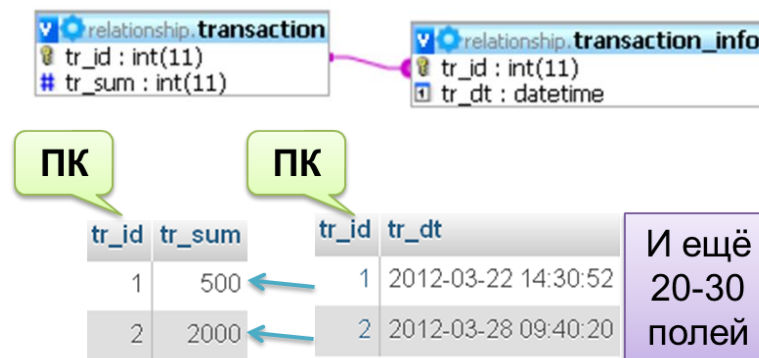 relationship.transaction
tr_id : int(11)
# tr_sum : int(11)
relationship.transaction_info
tr_id : int(11)
tr_dt : datetime
ПК
ПК
tr_id tr_sum
1 500
2 2000
tr_id tr_dt
1 2012-03-22 14:30:52
2 2012-03-28 09:40:20
И ещё
20-30
полей